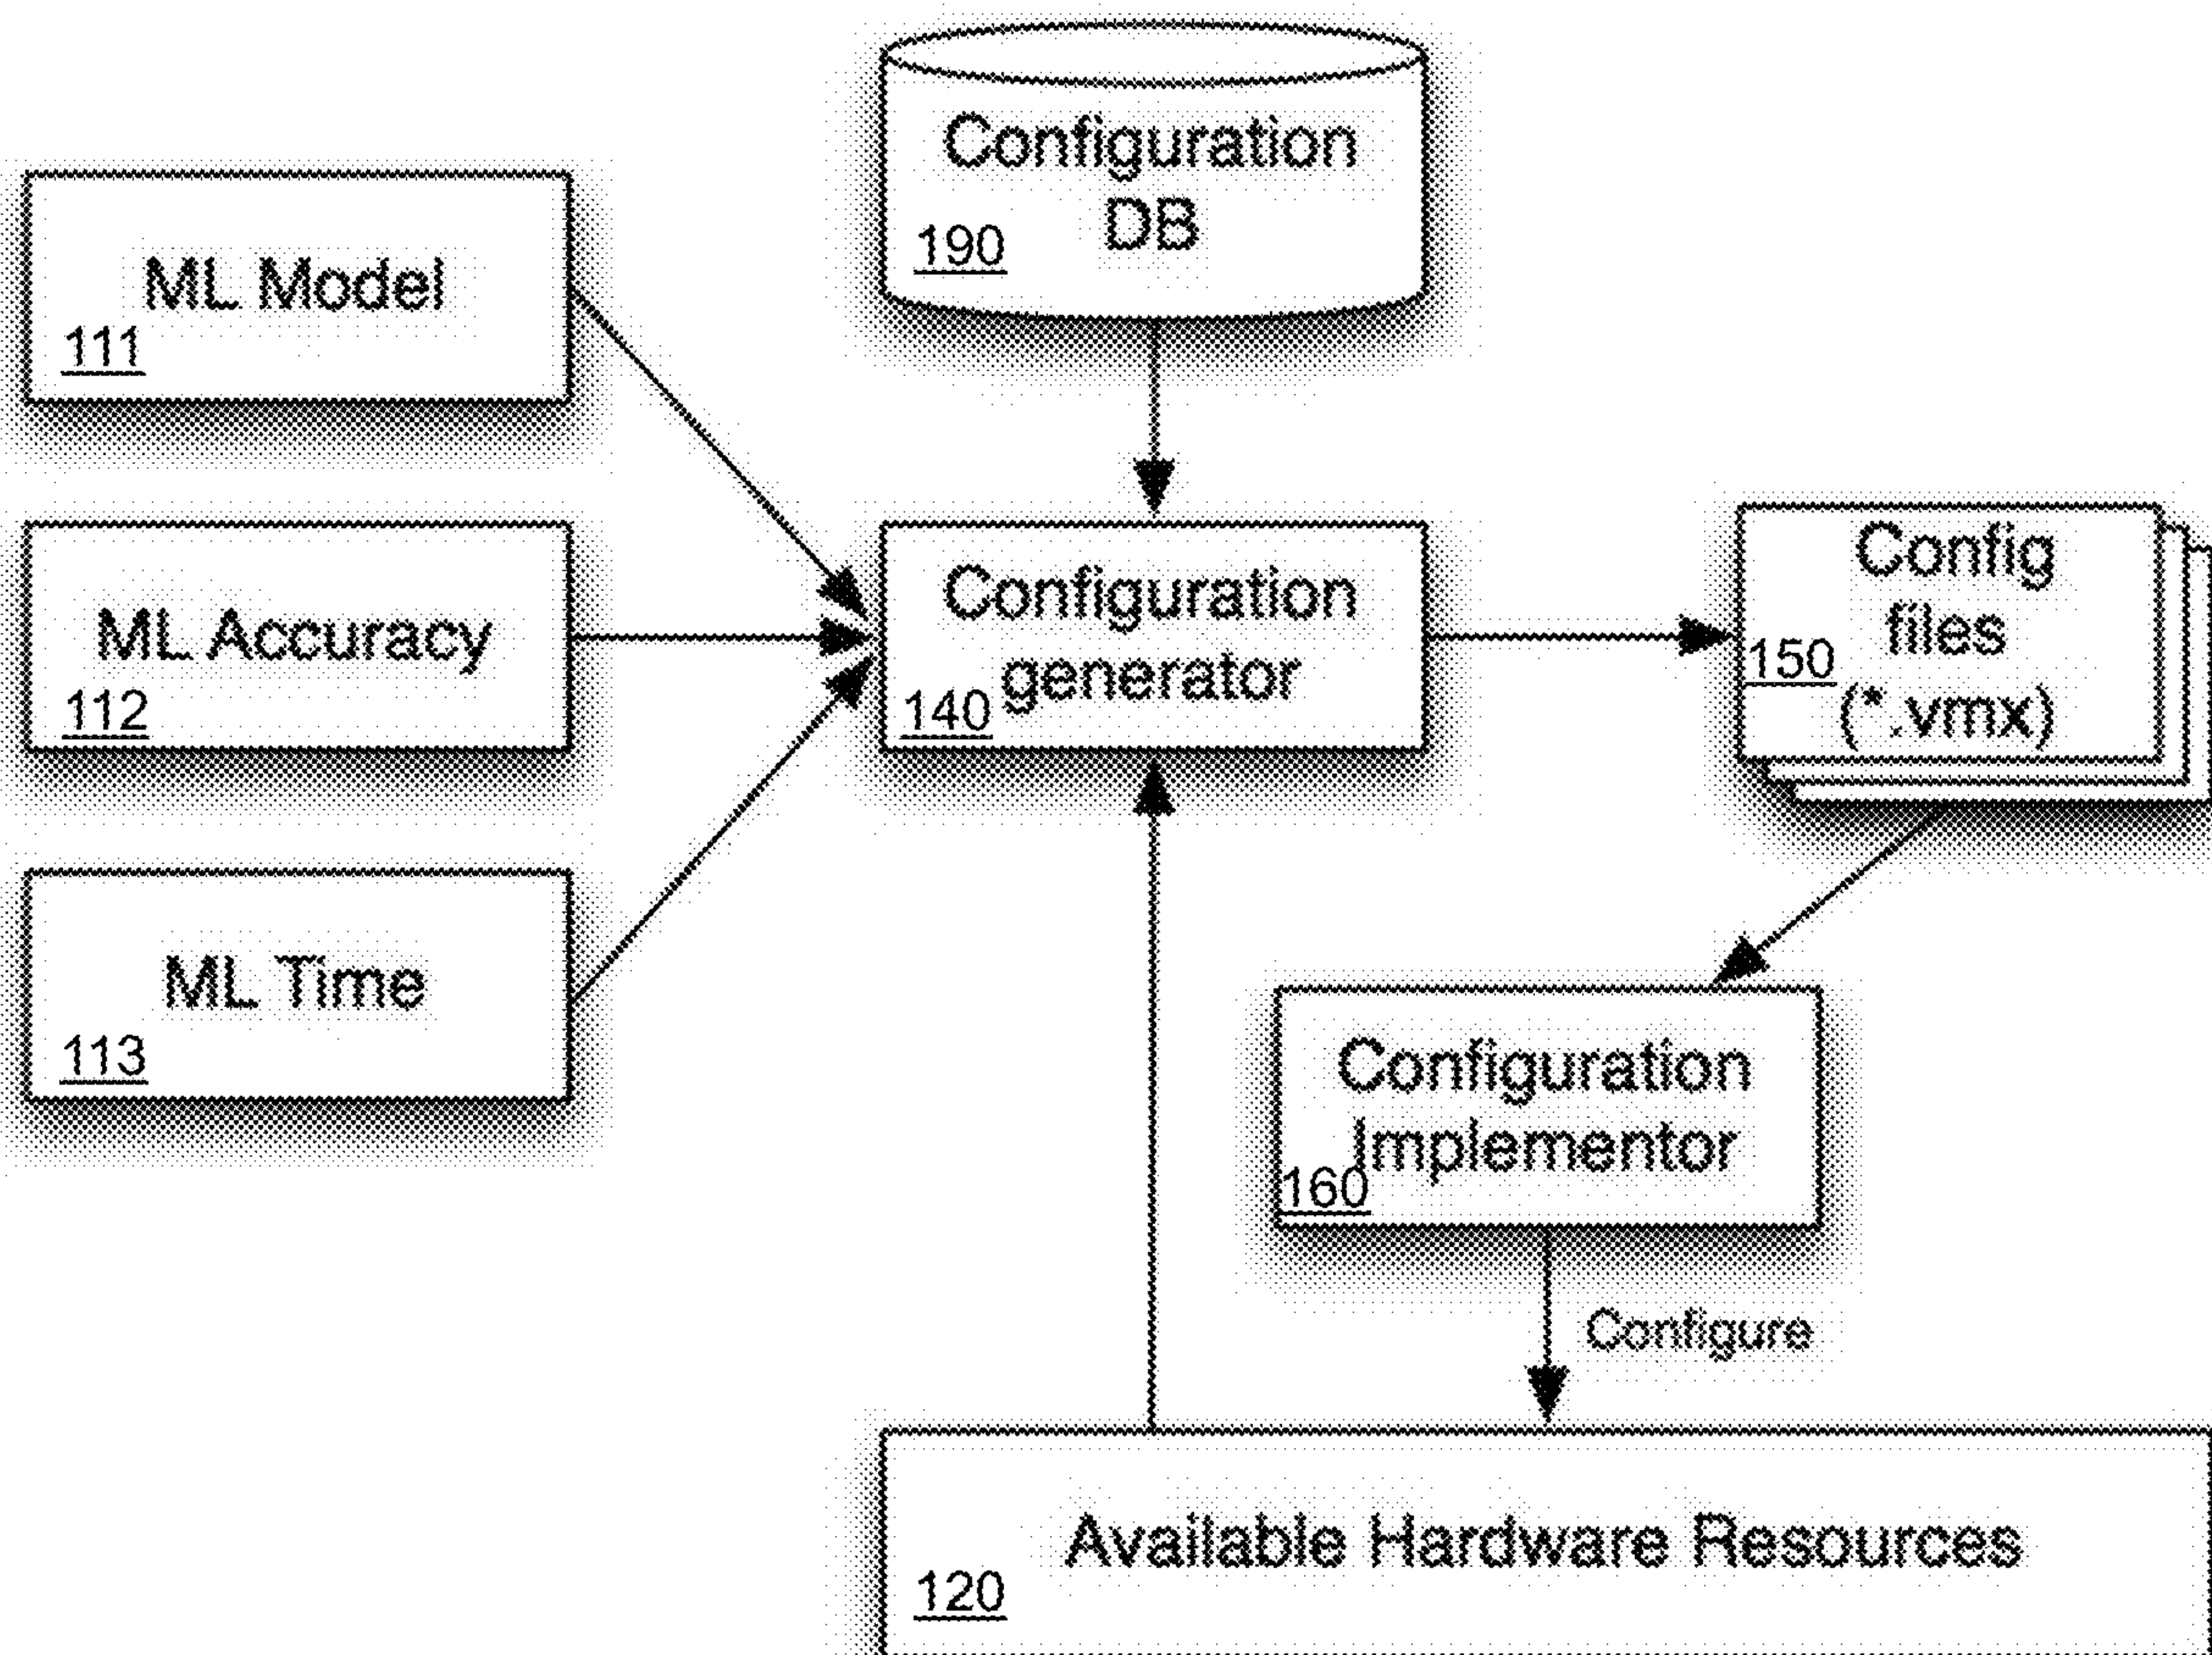 Configuration
DB
190
ML Model
111
ML Accuracy
112
ML Time
113
Configuration
generator
140
Config
files
150
(*.vmx)
Configuration
Implementor
160
Configure
Available Hardware Resources
120